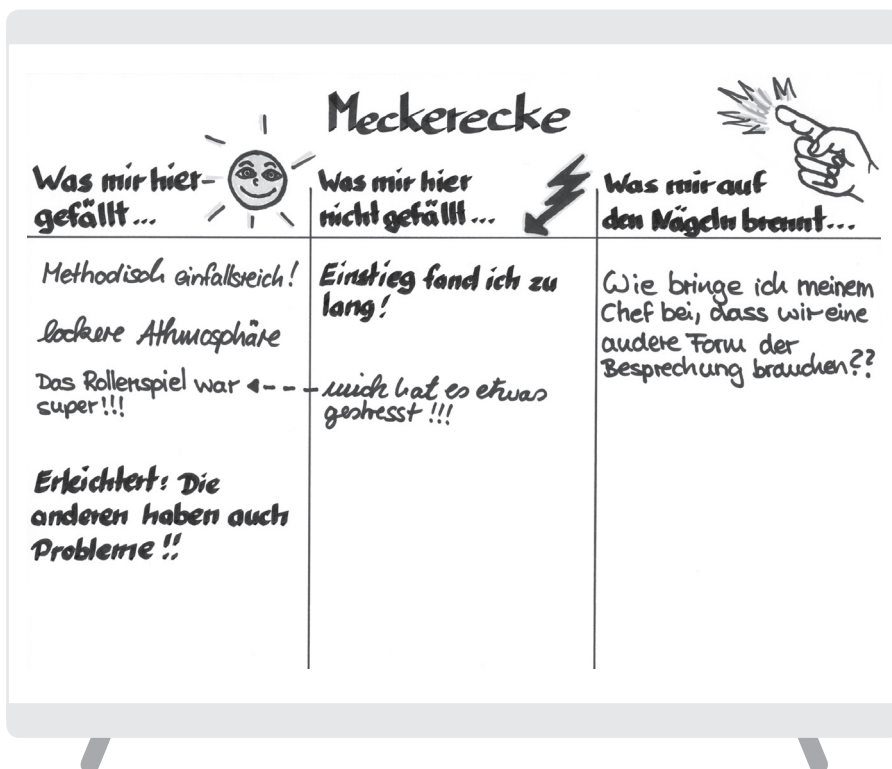 Meckerecke
Was mir hier-
gefällt...
Methodisch einfallsreich!
lockere Athmosphäre
Das Rollenspiel war
super!!!
Erleichtert: Die
anderen haben auch
Probleme!!
Was mir hier
nicht gefällt...
Einstieg fand ich zu
lang!
mich hat es etwas
gestresst!!!
Was mir auf
den Nägeln brennt...
Wie bringe ich meinem
Chef bei, dass wir eine
andere Form der
Besprechung brauchen??